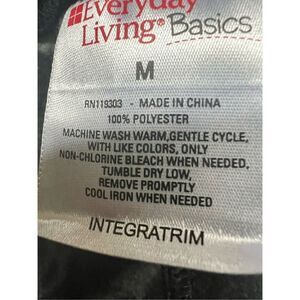 Everyday
Living® Basics
M
RN119303 - MADE IN CHINA
100% POLYESTER
MACHINE WASH WARM,GENTLE CYCLE,
WITH LIKE COLORS, ONLY
NON-CHLORINE BLEACH WHEN NEEDED,
TUMBLE DRY LOW,
REMOVE PROMPTLY
COOL IRON WHEN NEEDED
INTEGRATRIM